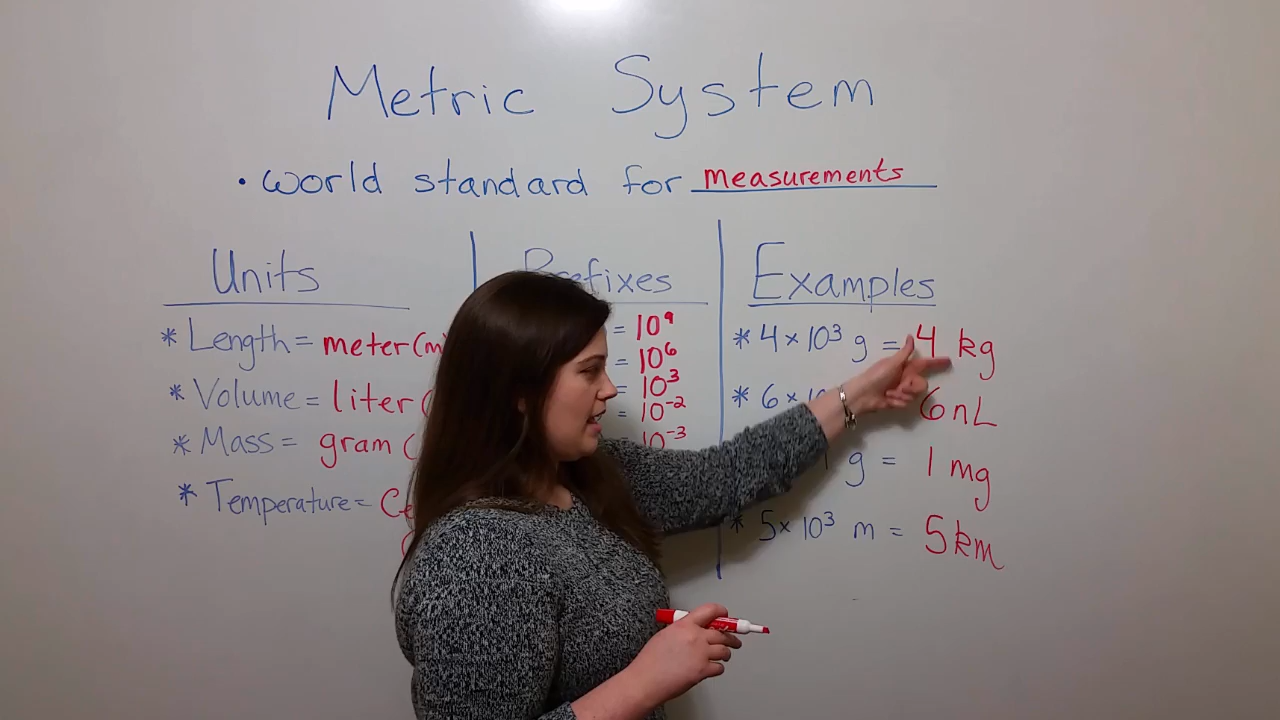 Metric System
• world standard for measurements
Units
* Length = meter (m
* Volume = liter (
* Mass = gram (
* Temperature = Ce
Prefixes
= 10⁹
= 10⁶
= 10³
= 10⁻²
10⁻³
Examples
* 4 × 10³ g = 4 kg
* 6 × 6 nL
g = 1 mg
* 5 × 10³ m = 5 km